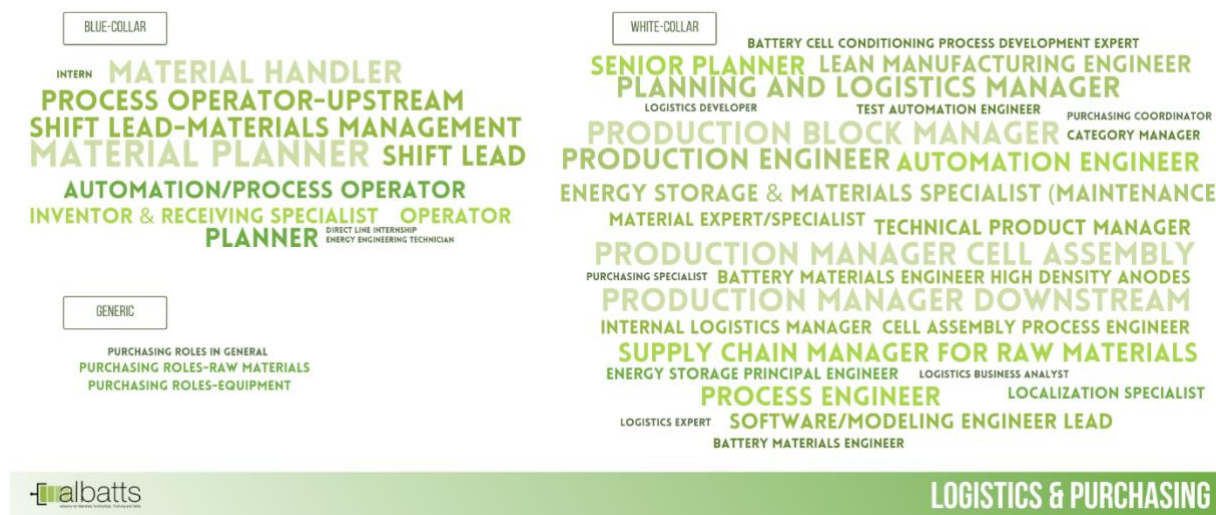 BLUE-COLLAR
INTERN MATERIAL HANDLER
PROCESS OPERATOR-UPSTREAM
SHIFT LEAD-MATERIALS MANAGEMENT
MATERIAL PLANNER SHIFT LEAD
AUTOMATION/PROCESS OPERATOR
INVENTOR & RECEIVING SPECIALIST OPERATOR
PLANNER
DIRECT LINE INTERNSHIP
ENERGY ENGINEERING TECHNICIAN
GENERIC
PURCHASING ROLES IN GENERAL
PURCHASING ROLES-RAW MATERIALS
PURCHASING ROLES-EQUIPMENT
WHITE-COLLAR
BATTERY CELL CONDITIONING PROCESS DEVELOPMENT EXPERT
SENIOR PLANNER LEAN MANUFACTURING ENGINEER
PLANNING AND LOGISTICS MANAGER
LOGISTICS DEVELOPER TEST AUTOMATION ENGINEER
PURCHASING COORDINATOR
PRODUCTION BLOCK MANAGER CATEGORY MANAGER
PRODUCTION ENGINEER AUTOMATION ENGINEER
ENERGY STORAGE & MATERIALS SPECIALIST (MAINTENANCE
MATERIAL EXPERT/SPECIALIST TECHNICAL PRODUCT MANAGER
PRODUCTION MANAGER CELL ASSEMBLY
PURCHASING SPECIALIST BATTERY MATERIALS ENGINEER HIGH DENSITY ANODES
PRODUCTION MANAGER DOWNSTREAM
INTERNAL LOGISTICS MANAGER CELL ASSEMBLY PROCESS ENGINEER
SUPPLY CHAIN MANAGER FOR RAW MATERIALS
ENERGY STORAGE PRINCIPAL ENGINEER LOGISTICS BUSINESS ANALYST
PROCESS ENGINEER LOCALIZATION SPECIALIST
LOGISTICS EXPERT SOFTWARE/MODELING ENGINEER LEAD
BATTERY MATERIALS ENGINEER
albatts
LOGISTICS & PURCHASING